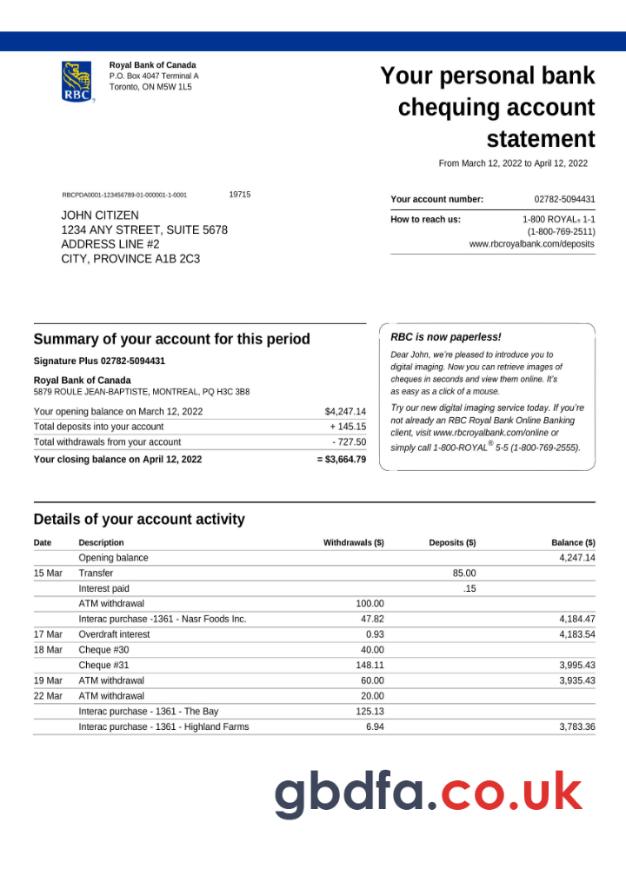 RBC
Royal Bank of Canada
P.O. Box 4047 Terminal A
Toronto, ON M5W 1L5
Your personal bank
chequing account
statement
From March 12, 2022 to April 12, 2022
RBCPDA0001-123456789-01-000001-1-0001 19715
JOHN CITIZEN
1234 ANY STREET, SUITE 5678
ADDRESS LINE #2
CITY, PROVINCE A1B 2C3
Your account number: 02782-5094431
How to reach us: 1-800 ROYAL® 1-1
(1-800-769-2511)
www.rbcroyalbank.com/deposits
Summary of your account for this period
Signature Plus 02782-5094431
Royal Bank of Canada
5879 ROULE JEAN-BAPTISTE, MONTREAL, PQ H3C 3B8
Your opening balance on March 12, 2022 $4,247.14
Total deposits into your account + 145.15
Total withdrawals from your account - 727.50
Your closing balance on April 12, 2022 = $3,664.79
RBC is now paperless!
Dear John, we're pleased to introduce you to
digital imaging. Now you can retrieve images of
cheques in seconds and view them online. It's
as easy as click of a mouse.
Try our new digital imaging service today. If you're
not already an RBC Royal Bank Online Banking
client, visit www.rbcroyalbank.com/online or
simply call 1-800-ROYAL® 5-5 (1-800-769-2555).
Details of your account activity
Date Description Withdrawals ($) Deposits ($) Balance ($)
Opening balance 4,247.14
15 Mar Transfer 85.00
Interest paid .15
ATM withdrawal 100.00
Interac purchase -1361 - Nasr Foods Inc. 47.82 4,184.47
17 Mar Overdraft interest 0.93 4,183.54
18 Mar Cheque #30 40.00
Cheque #31 148.11 3,995.43
19 Mar ATM withdrawal 60.00 3,935.43
22 Mar ATM withdrawal 20.00
Interac purchase - 1361 - The Bay 125.13
Interac purchase - 1361 - Highland Farms 6.94 3,783.36
gbdfa.co.uk